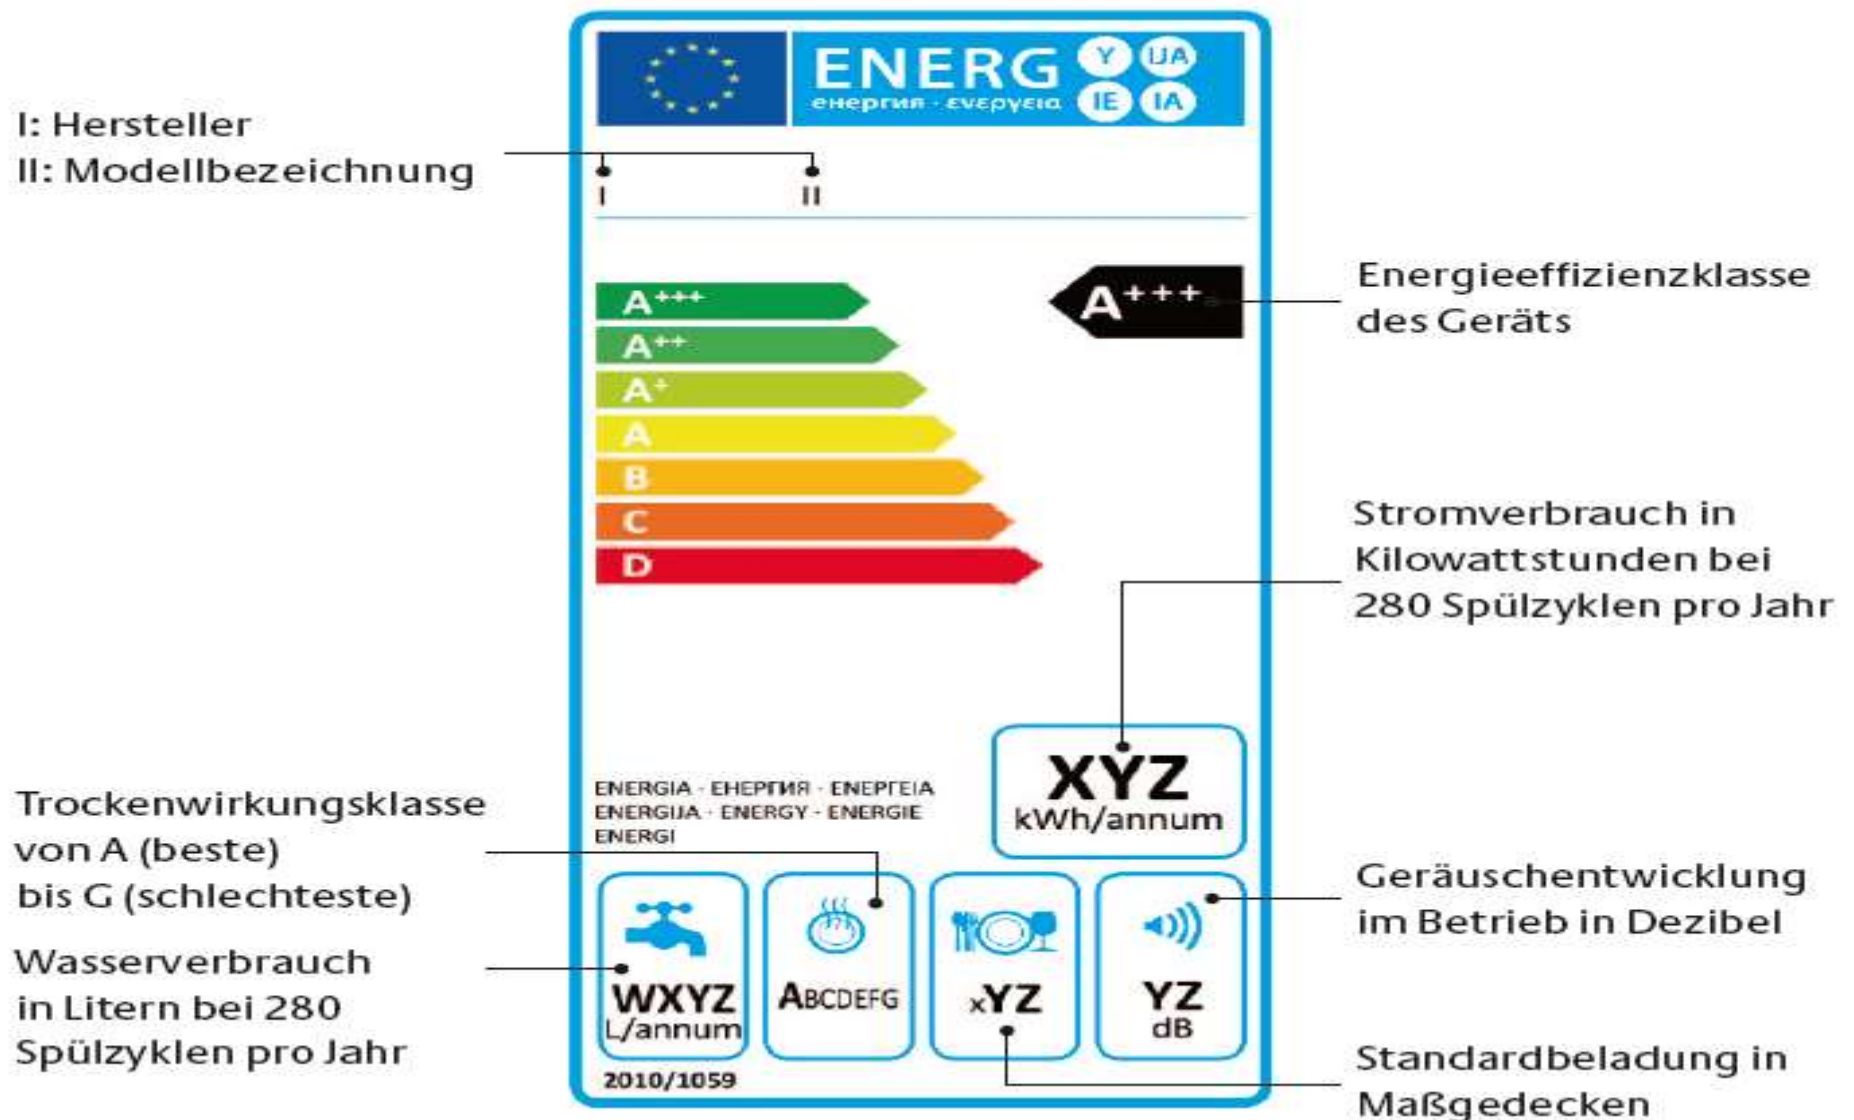 ENERG Y IJA
енергия · ενεργεια IE IA
I: Hersteller
II: Modellbezeichnung
I II
Energieeffizienzklasse
des Geräts
A+++ A+++
A++
A+
A
B
C
D
Stromverbrauch in
Kilowattstunden bei
280 Spülzyklen pro Jahr
XYZ
kWh/annum
ENERGIA · ЕНЕРГИЯ · ΕΝΕΡΓΕΙΑ
ENERGIJA · ENERGY · ENERGIE
ENERGI
Trockenwirkungsklasse
von A (beste)
bis G (schlechteste)
Wasserverbrauch
in Litern bei 280
Spülzyklen pro Jahr
WXYZ
L/annum
ABCDEFG
xYZ
YZ
dB
Geräuschentwicklung
im Betrieb in Dezibel
Standardbeladung in
Maßgedecken
2010/1059